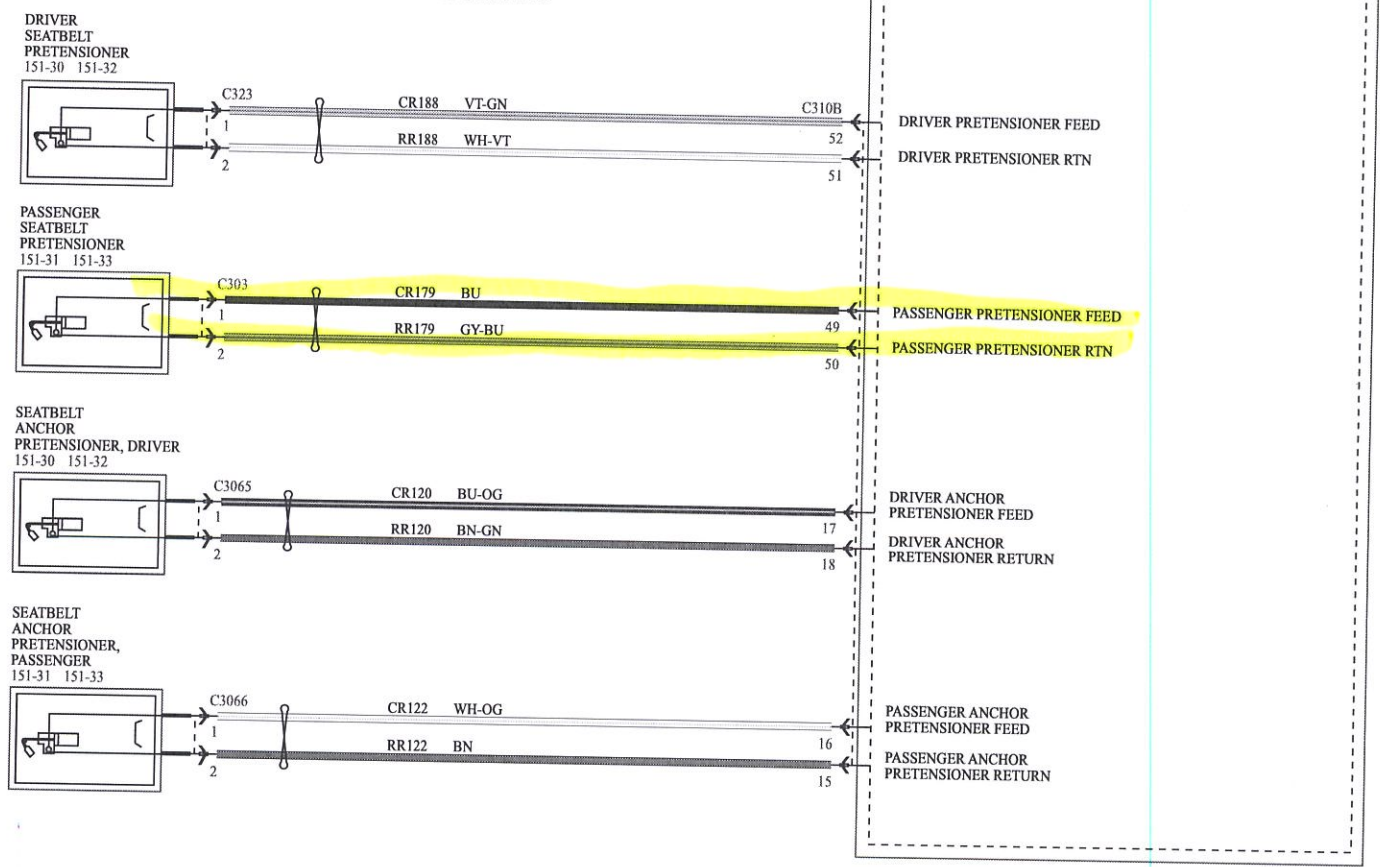 DRIVER
SEATBELT
PRETENSIONER
151-30 151-32
C323
CR188 VT-GN
C310B
1
52
DRIVER PRETENSIONER FEED
RR188 WH-VT
2
51
DRIVER PRETENSIONER RTN
PASSENGER
SEATBELT
PRETENSIONER
151-31 151-33
C303
CR179 BU
1
49
PASSENGER PRETENSIONER FEED
RR179 GY-BU
2
50
PASSENGER PRETENSIONER RTN
SEATBELT
ANCHOR
PRETENSIONER, DRIVER
151-30 151-32
C3065
CR120 BU-OG
1
17
DRIVER ANCHOR
PRETENSIONER FEED
RR120 BN-GN
2
18
DRIVER ANCHOR
PRETENSIONER RETURN
SEATBELT
ANCHOR
PRETENSIONER,
PASSENGER
151-31 151-33
C3066
CR122 WH-OG
1
16
PASSENGER ANCHOR
PRETENSIONER FEED
RR122 BN
2
15
PASSENGER ANCHOR
PRETENSIONER RETURN